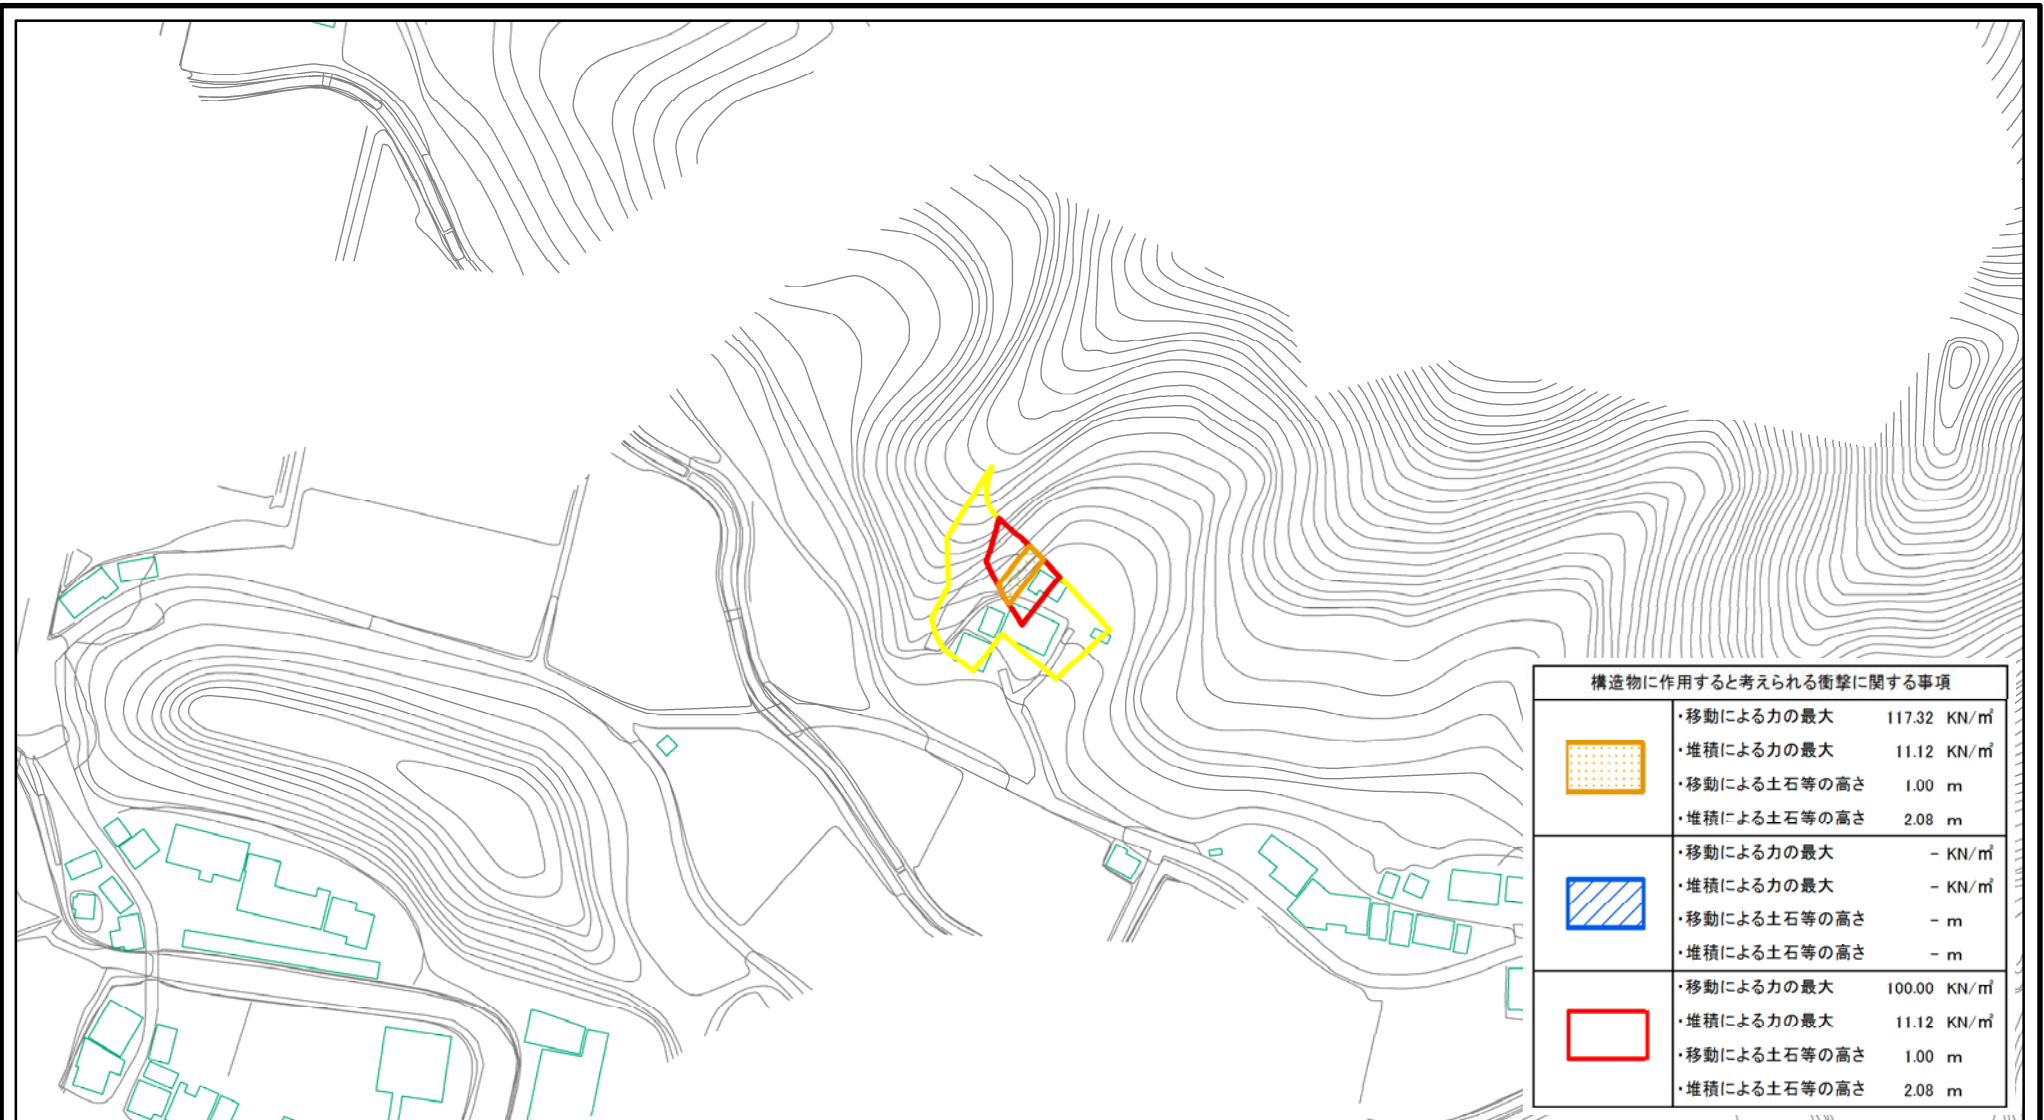 構造物に作用すると考えられる衝撃に関する事項
・移動による力の最大 117.32 KN/㎡
・堆積による力の最大 11.12 KN/㎡
・移動による土石等の高さ 1.00 m
・堆積による土石等の高さ 2.08 m
・移動による力の最大 - KN/㎡
・堆積による力の最大 - KN/㎡
・移動による土石等の高さ - m
・堆積による土石等の高さ - m
・移動による力の最大 100.00 KN/㎡
・堆積による力の最大 11.12 KN/㎡
・移動による土石等の高さ 1.00 m
・堆積による土石等の高さ 2.08 m